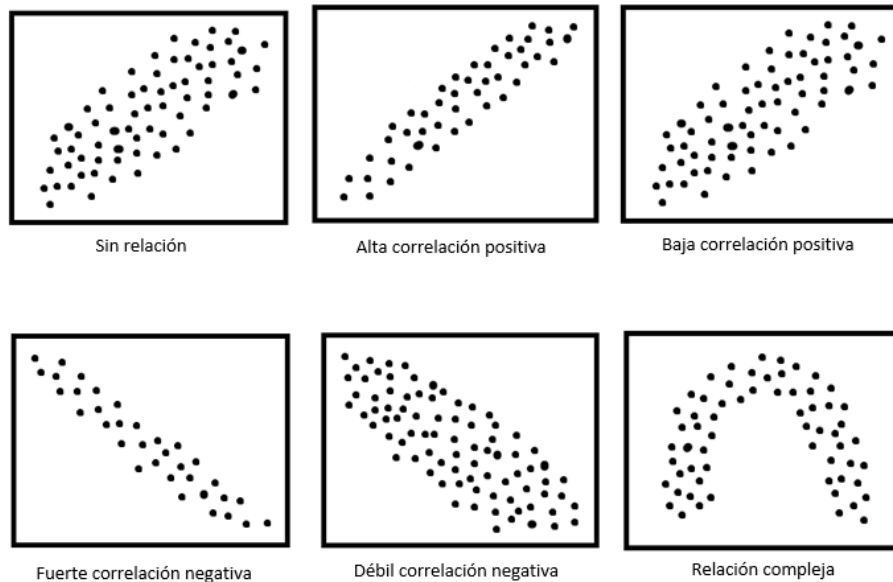 Sin relación
Alta correlación positiva
Baja correlación positiva
Fuerte correlación negativa
Débil correlación negativa
Relación compleja